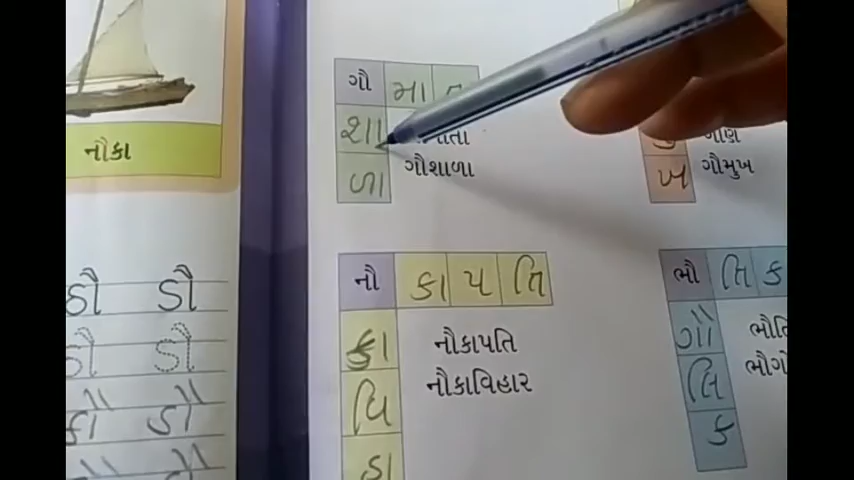 નૌકા
ગૌ મા
શા
ળા
ગૌશાળા
ખ
ગૌમુખ
નૌ કા પ તિ
કા
વિ
હા
નૌકાપતિ
નૌકાવિહાર
ભૌ તિ ક
ગો
લિ
ક
ડૌ ડૌ
ડૌ